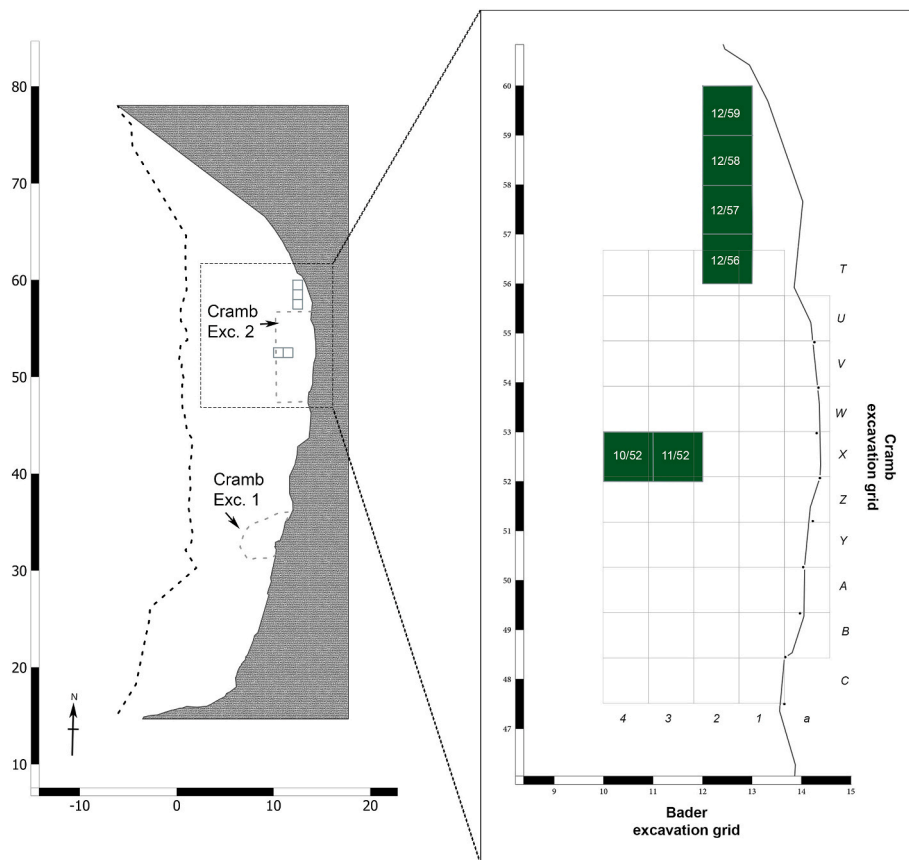 80
70
60
50
40
30
20
10
-10
0
10
20
N
Cramb
Exc. 2
Cramb
Exc. 1
60
59
58
57
56
55
54
53
52
51
50
49
48
47
12/59
12/58
12/57
12/56
10/52
11/52
T
U
V
W
X
Z
Y
A
B
C
4
3
2
1
a
9
10
11
12
13
14
15
Bader
excavation grid
Cramb
excavation grid